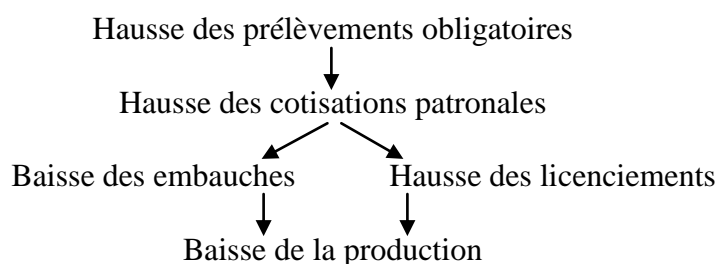 Hausse des prélèvements obligatoires
Hausse des cotisations patronales
Baisse des embauches Hausse des licenciements
Baisse de la production